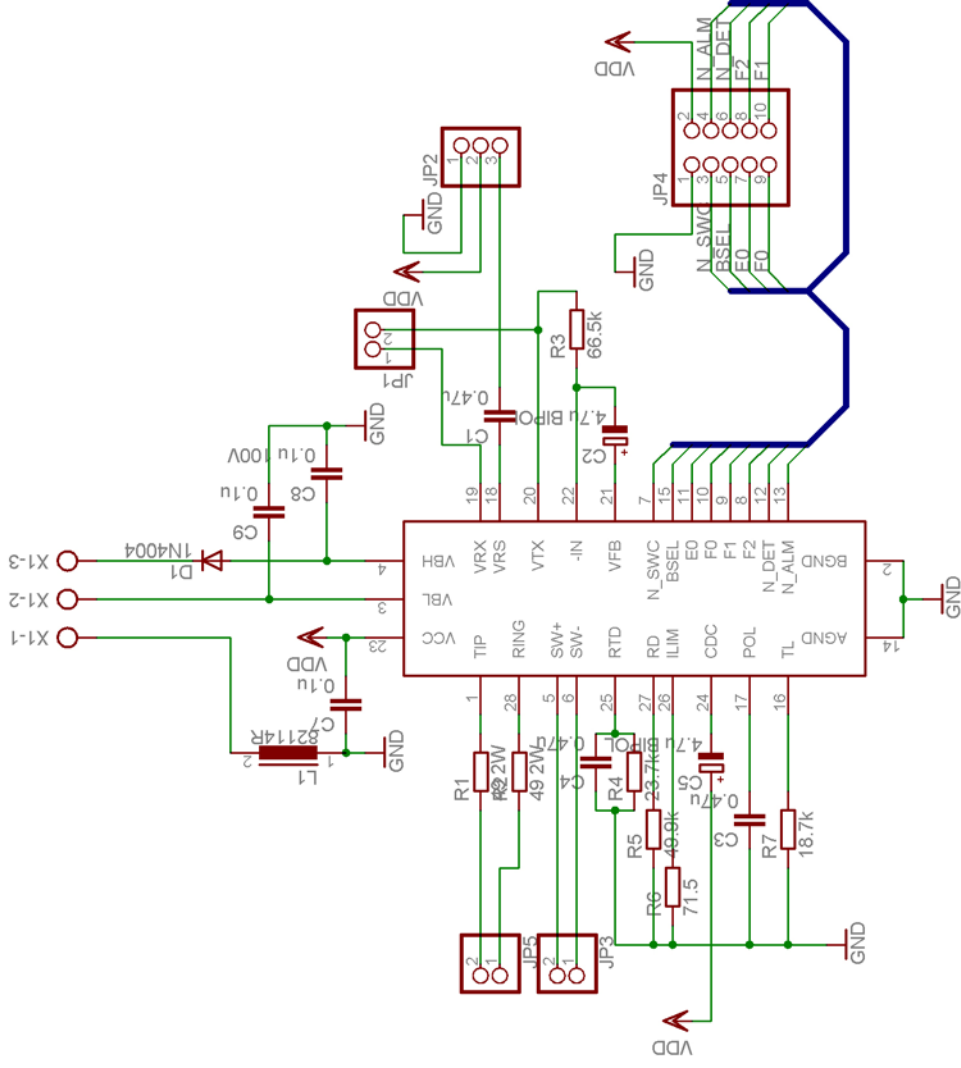 N_ALM
N_DET
F2
F1
VDD
2
4
6
8
10
JP4
1
3
5
7
9
N_SWC
BSEL
E0
F0
GND
JP2
1
2
3
GND
VDD
2
1
JP1
R3
66.5k
0.47u
C1
4.7u BIPOL
C2
+
GND
0.1u 100V
C8
0.1u
C9
X1-3
1N4004
D1
X1-2
X1-1
19
18
20
22
21
7
15
11
10
9
8
12
13
4
VBH
VRX
VRS
VTX
-IN
VFB
N_SWC
BSEL
E0
F0
F1
F2
N_DET
N_ALM
BGND
2
3
VBL
GND
23
VCC
TIP
RING
SW+
SW-
RTD
RD
ILIM
CDC
POL
TL
AGND
14
VDD
0.1u
C7
82114R
2
1
L1
GND
1
28
5
6
25
27
26
24
17
16
R1
49 2W
0.47u
C4
R4
23.7k
4.7u BIPOL
C5
+
R5
49.9k
R6
71.5
0.47u
C3
R7
18.7k
GND
2
1
JP5
2
1
JP3
VDD